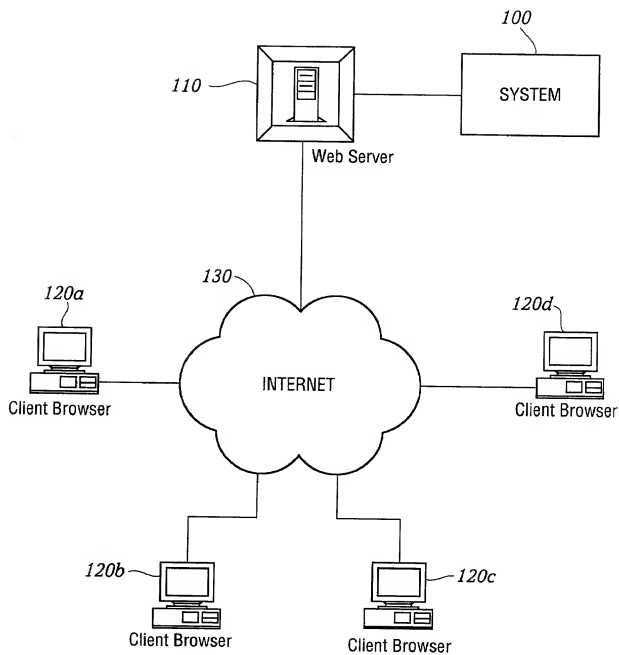 100
110
SYSTEM
Web Server
130
120a
120d
INTERNET
Client Browser
Client Browser
120b
120c
Client Browser
Client Browser